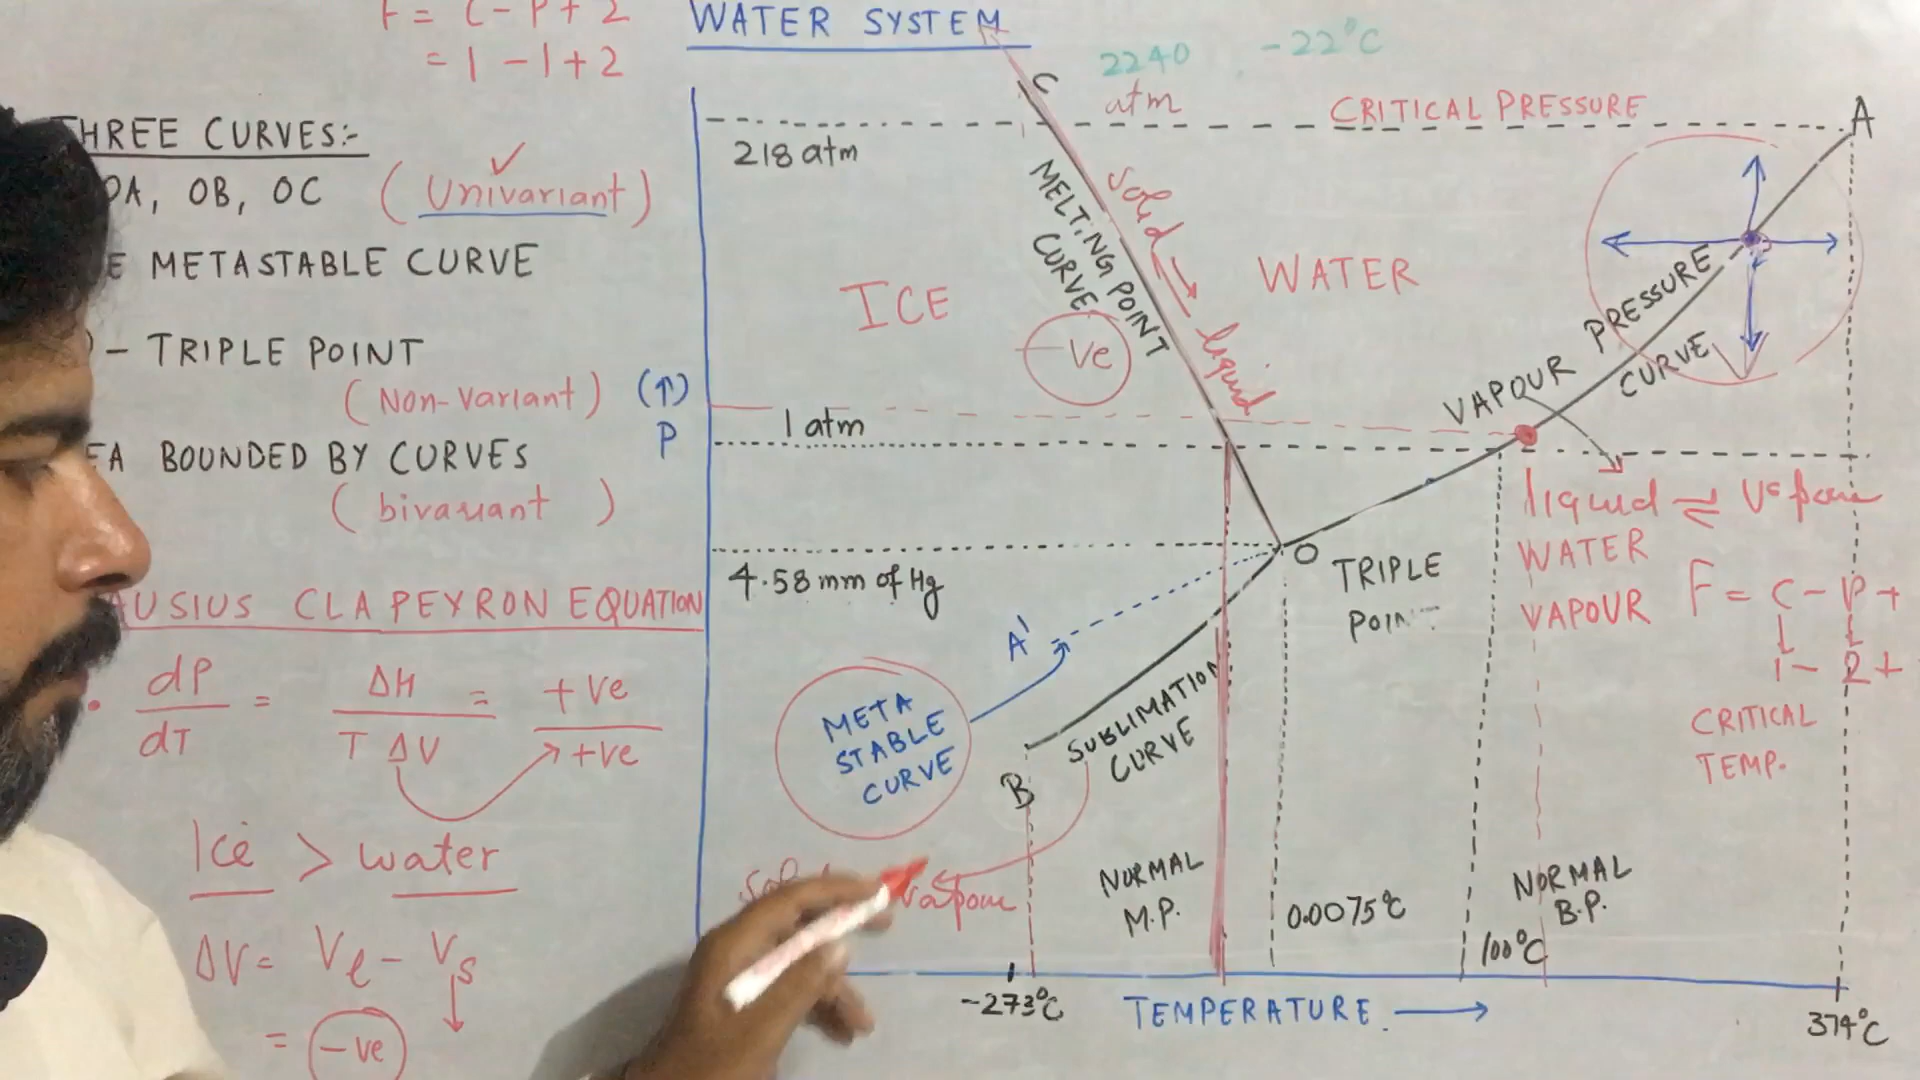 F = C - P + 2
= 1 - 1 + 2
THREE CURVES:-
OA, OB, OC (Univariant)
E METASTABLE CURVE
- TRIPLE POINT
(Non-variant)
EA BOUNDED BY CURVES
(bivariant)
AUSIUS CLAPEYRON EQUATION
dP/dT = ΔH/TΔV = +ve/+ve
Ice > water
ΔV = Vl - Vs
= -ve
WATER SYSTEM
2240 atm
-22°C
CRITICAL PRESSURE
A
C
218 atm
MELTING POINT CURVE
solid → liquid
ICE
-ve
WATER
VAPOUR PRESSURE CURVE
(↑)
P
1 atm
liquid ⇌ Vapour
WATER VAPOUR
F = C - P +
1 - 2 +
O
TRIPLE
4.58 mm of Hg
A'
META STABLE CURVE
SUBLIMATION CURVE
B
vapour
CRITICAL TEMP.
NORMAL M.P.
0.0075°C
NORMAL B.P.
100°C
-273°C
TEMPERATURE →
374°C